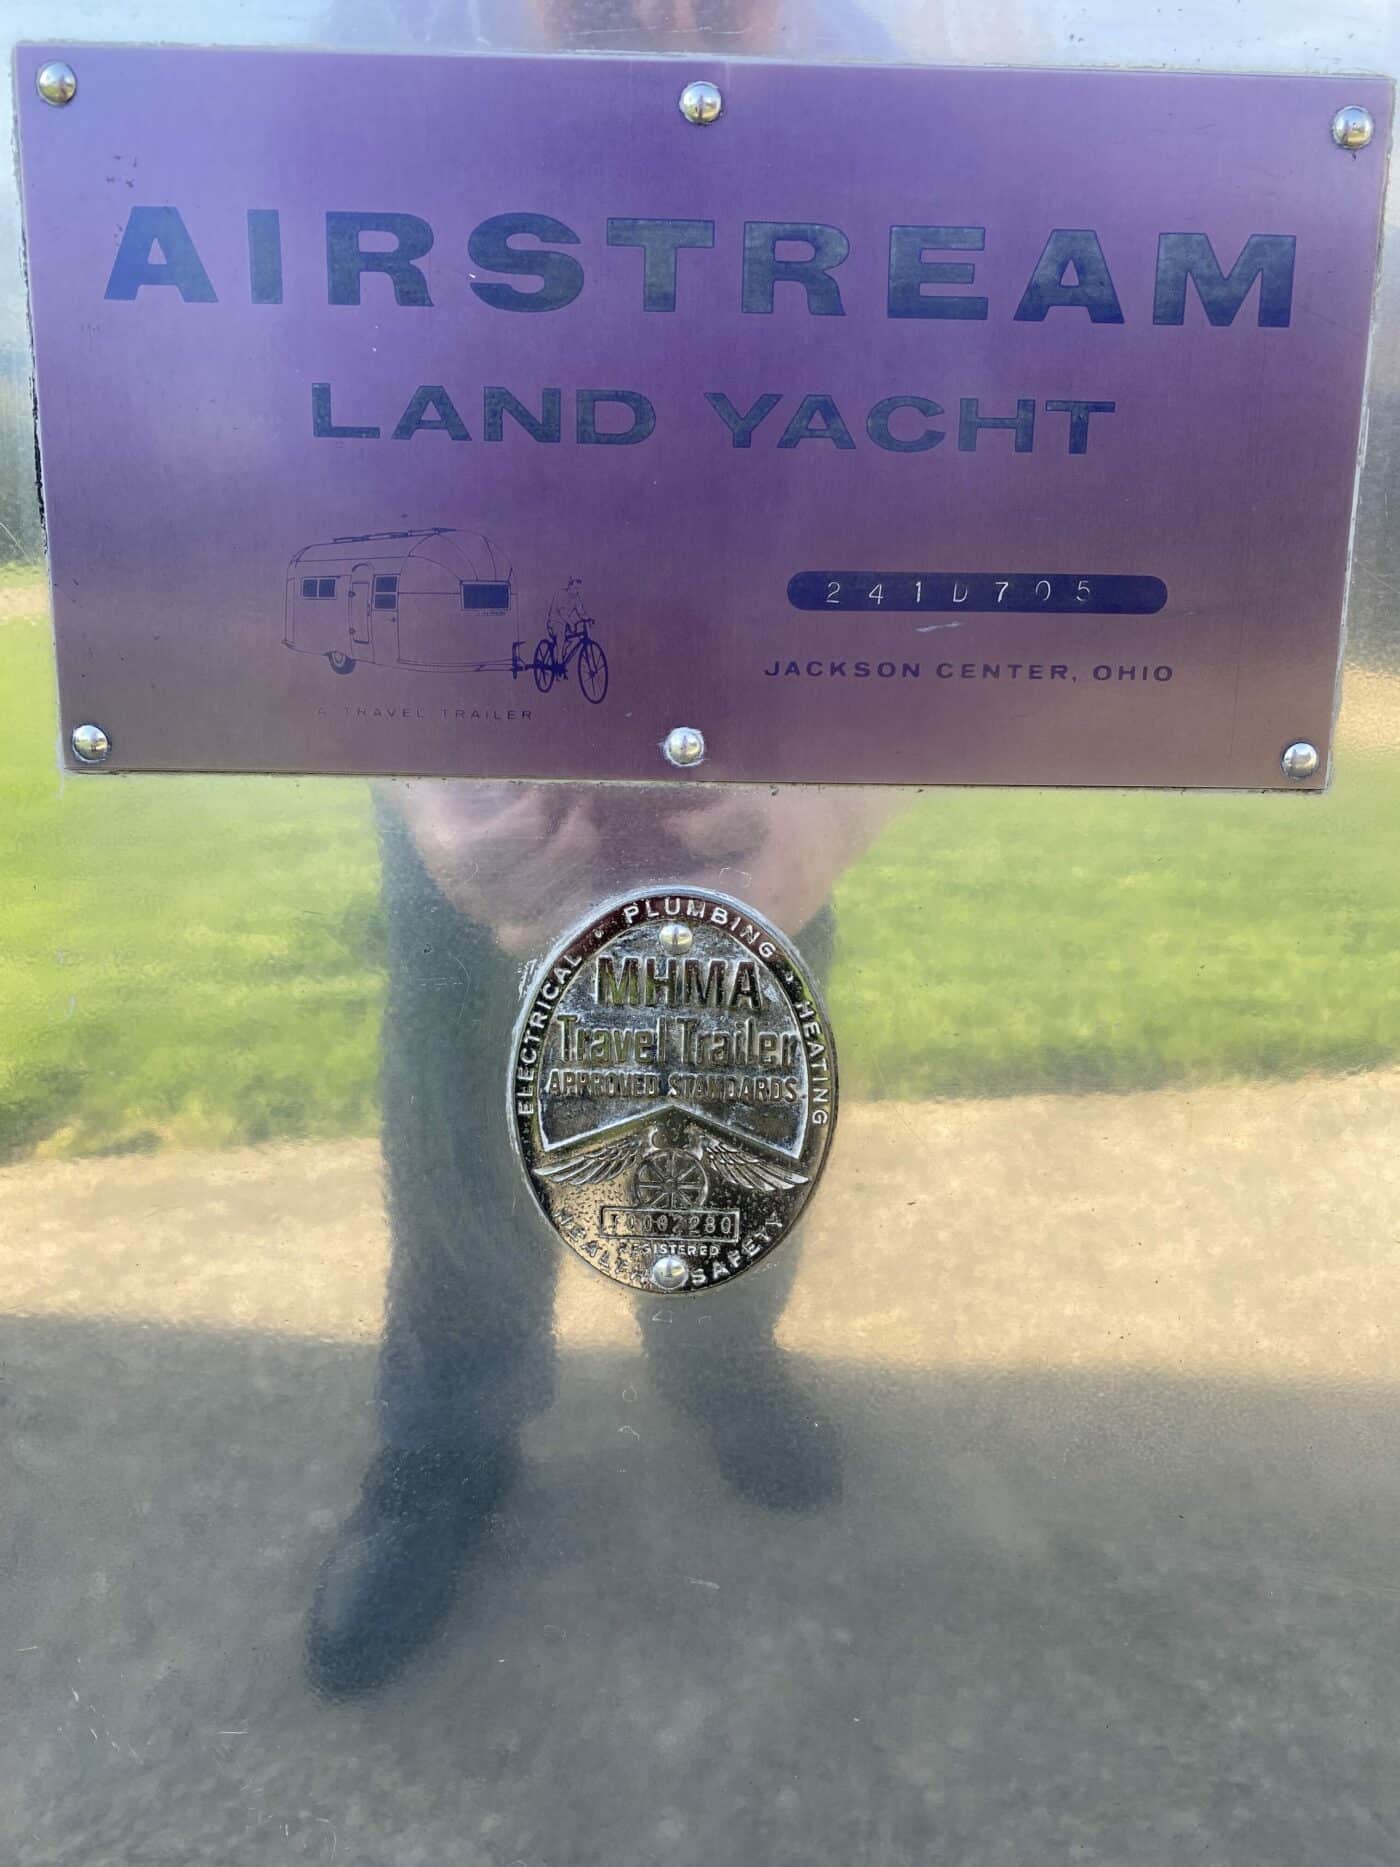 AIRSTREAM
LAND YACHT
241D705
JACKSON CENTER, OHIO
A TRAVEL TRAILER
ELECTRICAL · PLUMBING · HEATING
MHMA
Travel Trailer
APPROVED STANDARDS
REGISTERED
HEALTH SAFETY